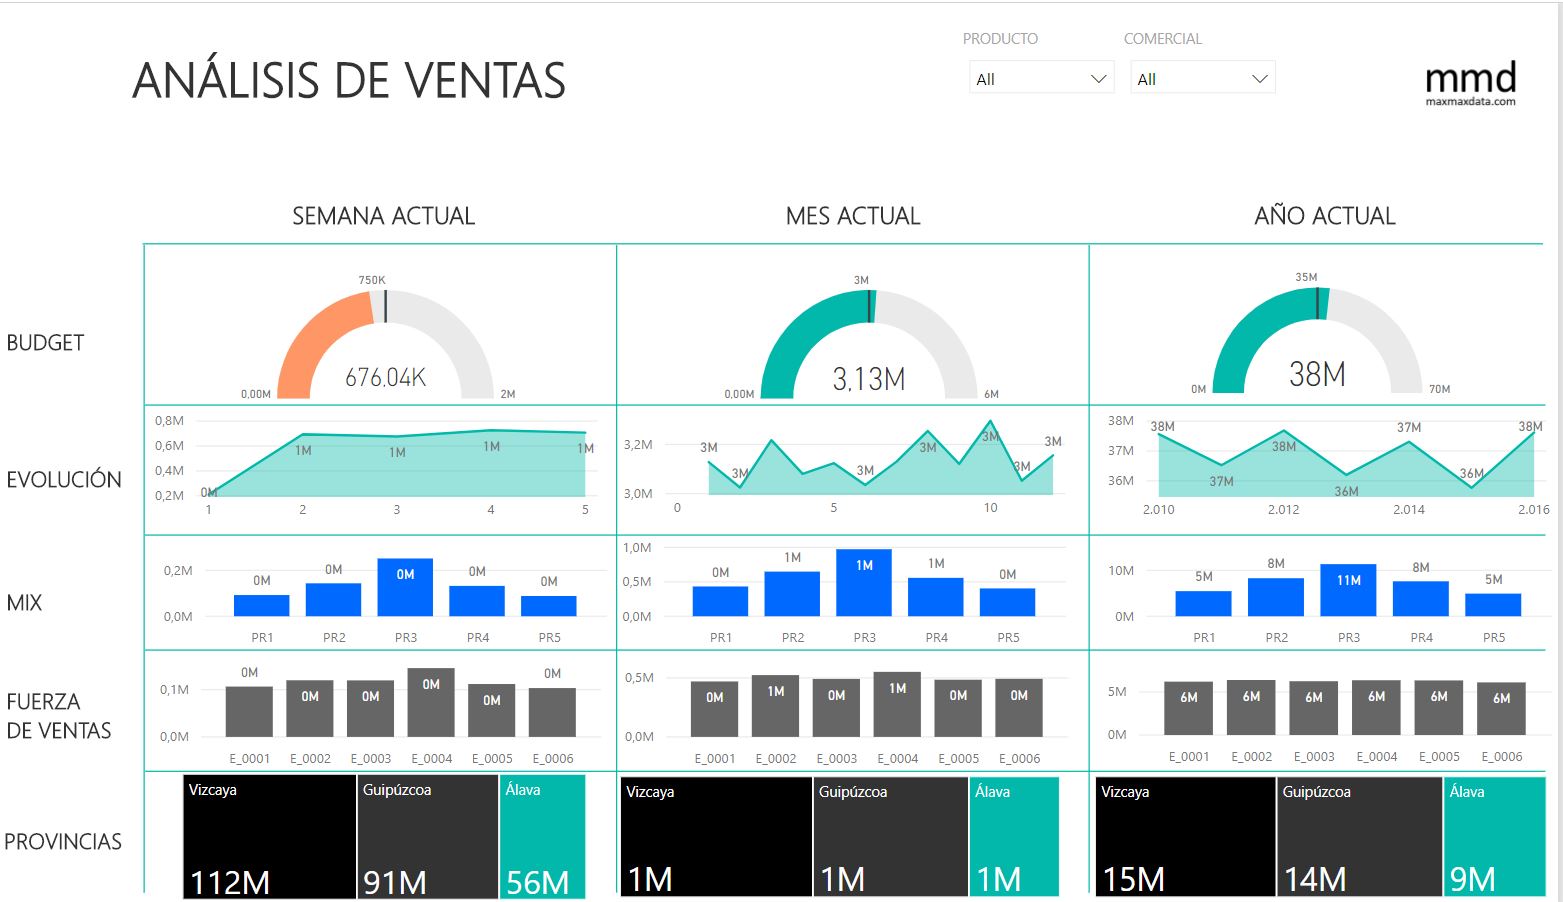 PRODUCTO COMERCIAL
ANÁLISIS DE VENTAS
All All
mmd
maxmaxdata.com
SEMANA ACTUAL MES ACTUAL AÑO ACTUAL
BUDGET
750K
676,04K
0,00M 2M
3M
3,13M
0,00M 6M
35M
38M
0M 70M
EVOLUCIÓN
0,8M
0,6M
0,4M
0,2M
0M 1M 1M 1M 1M
1 2 3 4 5
3,2M
3,0M
3M 3M 3M 3M 3M 3M 3M
0 5 10
38M
37M
36M
38M 37M 38M 36M 37M 36M 38M
2.010 2.012 2.014 2.016
MIX
0,2M
0,0M
0M 0M 0M 0M 0M
PR1 PR2 PR3 PR4 PR5
1,0M
0,5M
0,0M
0M 1M 1M 1M 0M
PR1 PR2 PR3 PR4 PR5
10M
0M
5M 8M 11M 8M 5M
PR1 PR2 PR3 PR4 PR5
FUERZA
DE VENTAS
0,1M
0,0M
0M 0M 0M 0M 0M 0M
E_0001 E_0002 E_0003 E_0004 E_0005 E_0006
0,5M
0,0M
0M 1M 0M 1M 0M 0M
E_0001 E_0002 E_0003 E_0004 E_0005 E_0006
5M
0M
6M 6M 6M 6M 6M 6M
E_0001 E_0002 E_0003 E_0004 E_0005 E_0006
PROVINCIAS
Vizcaya Guipúzcoa Álava
112M 91M 56M
Vizcaya Guipúzcoa Álava
1M 1M 1M
Vizcaya Guipúzcoa Álava
15M 14M 9M